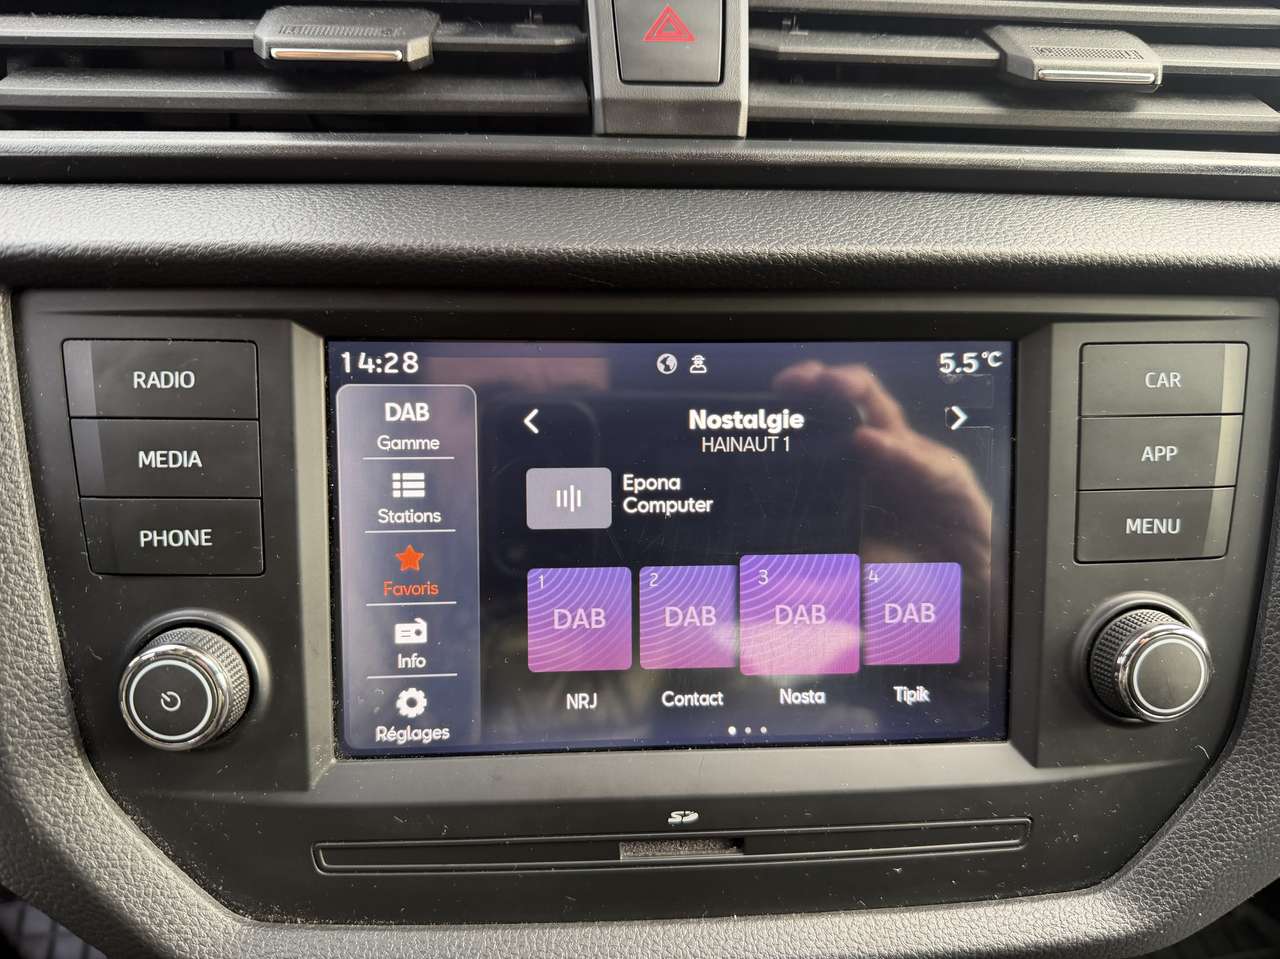 RADIO
MEDIA
PHONE
14:28
5.5°C
DAB
Gamme
Stations
Favoris
Info
Réglages
Nostalgie
HAINAUT 1
Epona
Computer
1
DAB
NRJ
2
DAB
Contact
3
DAB
Nosta
4
DAB
Tipik
CAR
APP
MENU
SD